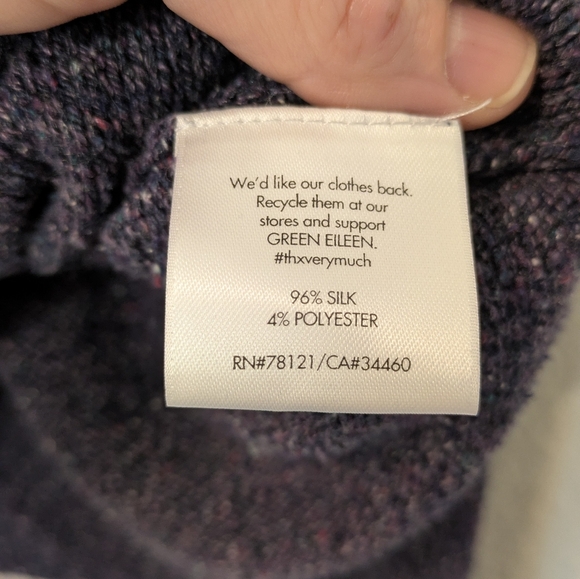 We'd like our clothes back.
Recycle them at our
stores and support
GREEN EILEEN.
#thxverymuch
96% SILK
4% POLYESTER
RN#78121/CA#34460